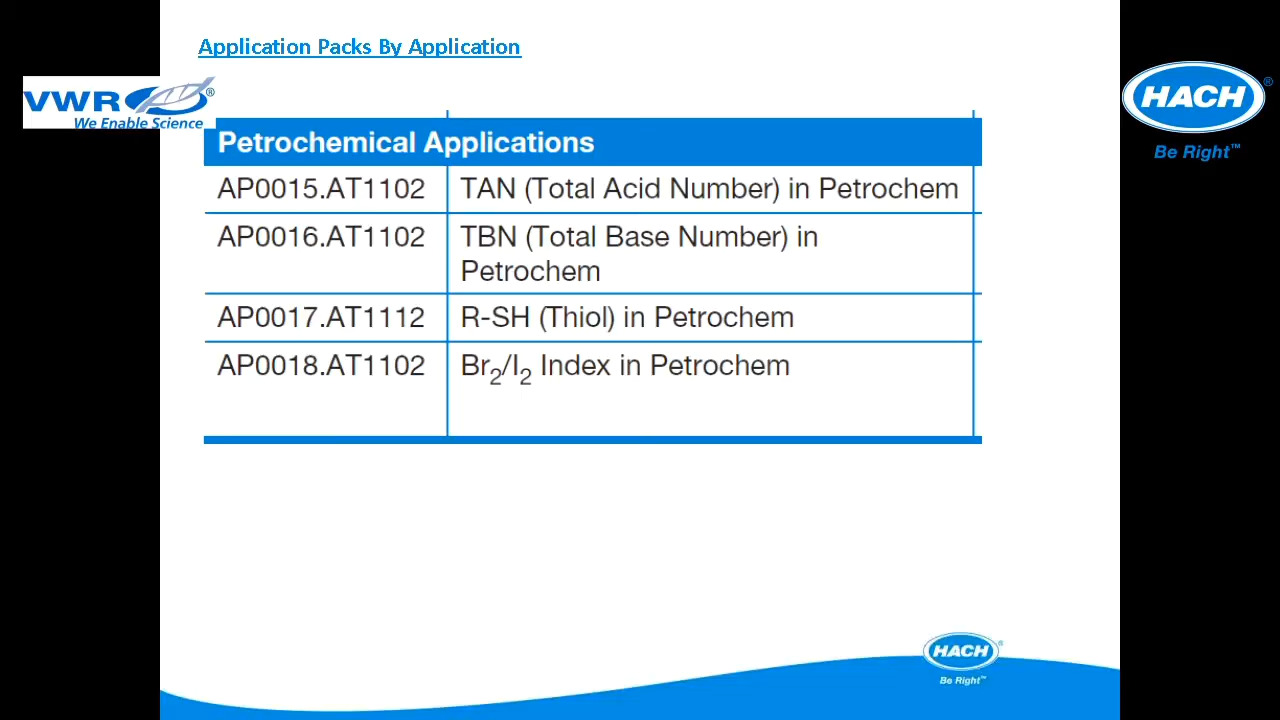 Application Packs By Application
VWR®
We Enable Science
HACH®
Be Right™
Petrochemical Applications
AP0015.AT1102 TAN (Total Acid Number) in Petrochem
AP0016.AT1102 TBN (Total Base Number) in
Petrochem
AP0017.AT1112 R-SH (Thiol) in Petrochem
AP0018.AT1102 Br₂/I₂ Index in Petrochem
HACH®
Be Right™